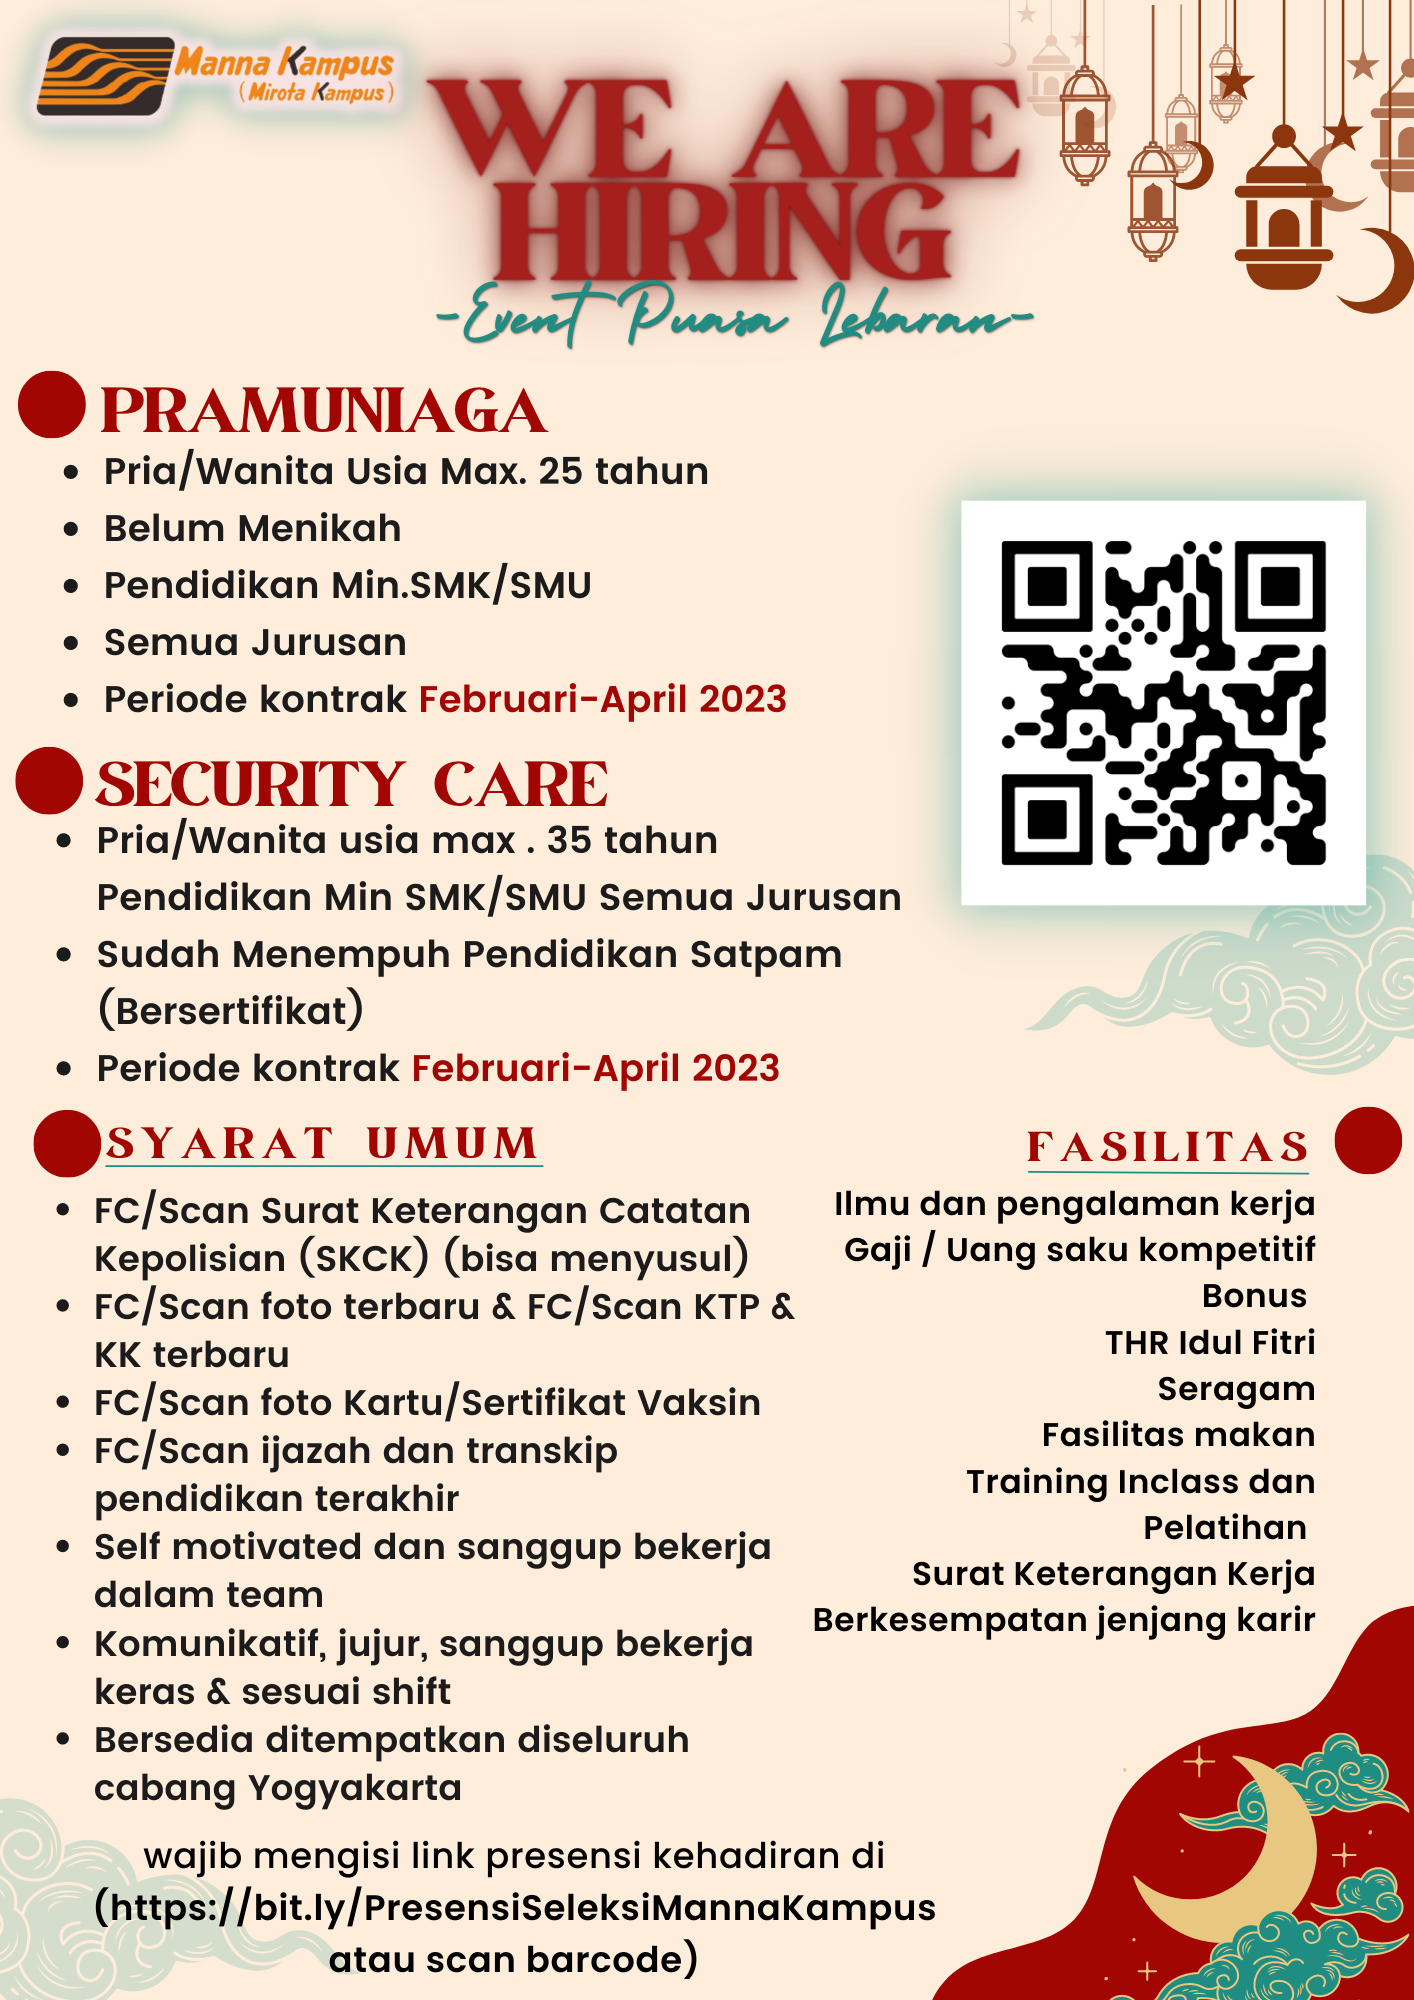 Manna Kampus
(Mirota Kampus)
WE ARE
HIRING
-Event Puasa Lebaran-
PRAMUNIAGA
• Pria/Wanita Usia Max. 25 tahun
• Belum Menikah
• Pendidikan Min.SMK/SMU
• Semua Jurusan
• Periode kontrak Februari-April 2023
SECURITY CARE
• Pria/Wanita usia max . 35 tahun
Pendidikan Min SMK/SMU Semua Jurusan
• Sudah Menempuh Pendidikan Satpam
(Bersertifikat)
• Periode kontrak Februari-April 2023
SYARAT UMUM
• FC/Scan Surat Keterangan Catatan
Kepolisian (SKCK) (bisa menyusul)
• FC/Scan foto terbaru & FC/Scan KTP &
KK terbaru
• FC/Scan foto Kartu/Sertifikat Vaksin
• FC/Scan ijazah dan transkip
pendidikan terakhir
• Self motivated dan sanggup bekerja
dalam team
• Komunikatif, jujur, sanggup bekerja
keras & sesuai shift
• Bersedia ditempatkan diseluruh
cabang Yogyakarta
FASILITAS
Ilmu dan pengalaman kerja
Gaji / Uang saku kompetitif
Bonus
THR Idul Fitri
Seragam
Fasilitas makan
Training Inclass dan
Pelatihan
Surat Keterangan Kerja
Berkesempatan jenjang karir
wajib mengisi link presensi kehadiran di
(https://bit.ly/PresensiSeleksiMannaKampus
atau scan barcode)